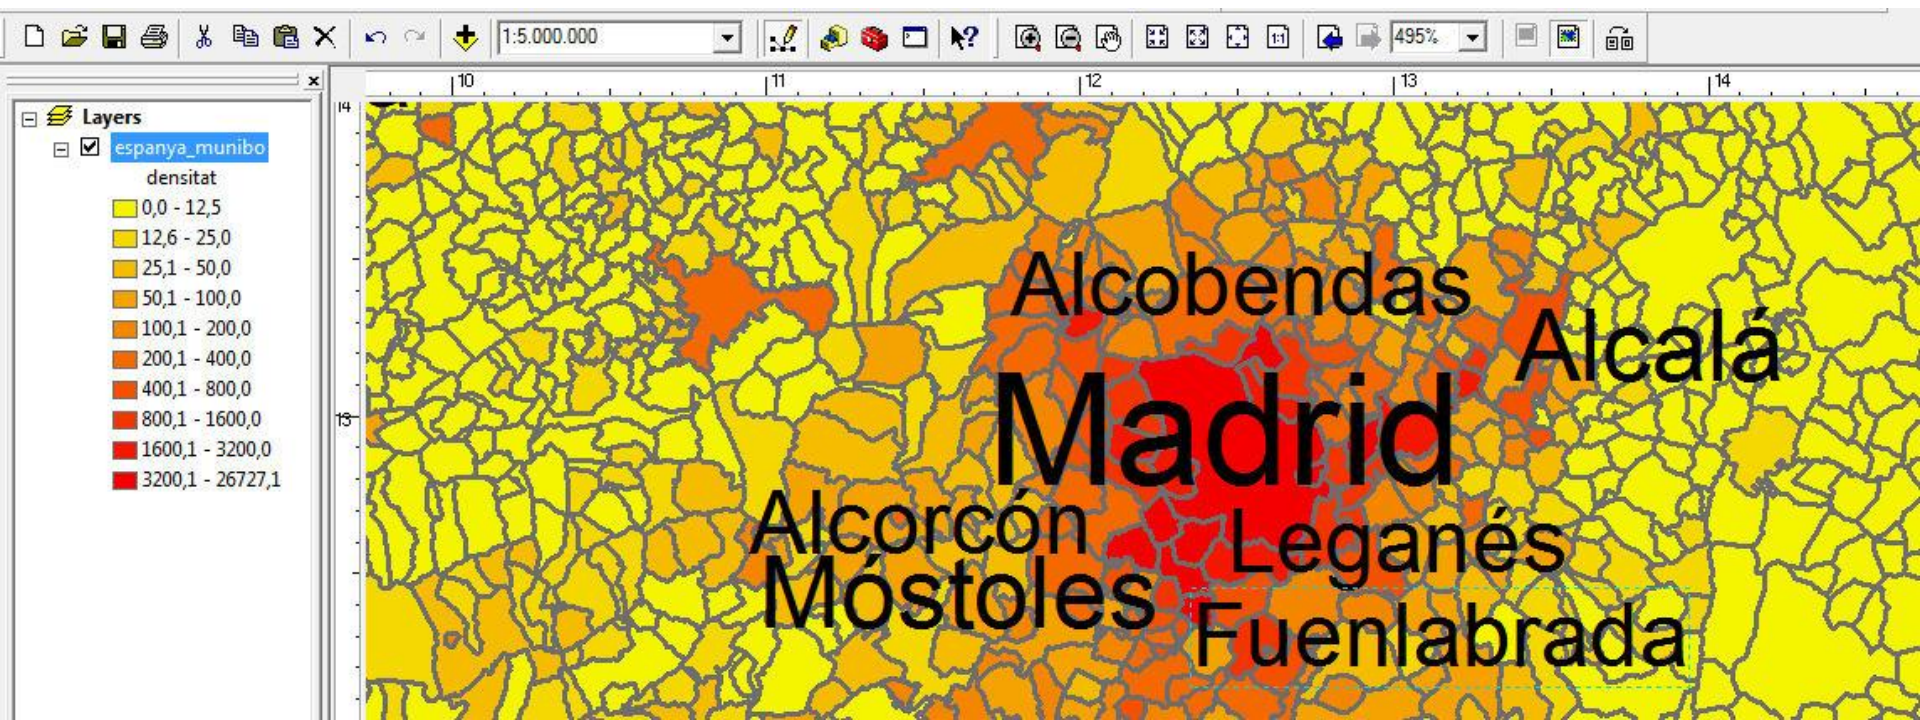 1:5.000.000
1:1
495%
10 11 12 13 14
Layers
espanya_munibo
densitat
0,0 - 12,5
12,6 - 25,0
25,1 - 50,0
50,1 - 100,0
100,1 - 200,0
200,1 - 400,0
400,1 - 800,0
800,1 - 1600,0
1600,1 - 3200,0
3200,1 - 26727,1
14
13
Alcobendas
Alcalá
Madrid
Alcorcón
Leganés
Móstoles
Fuenlabrada